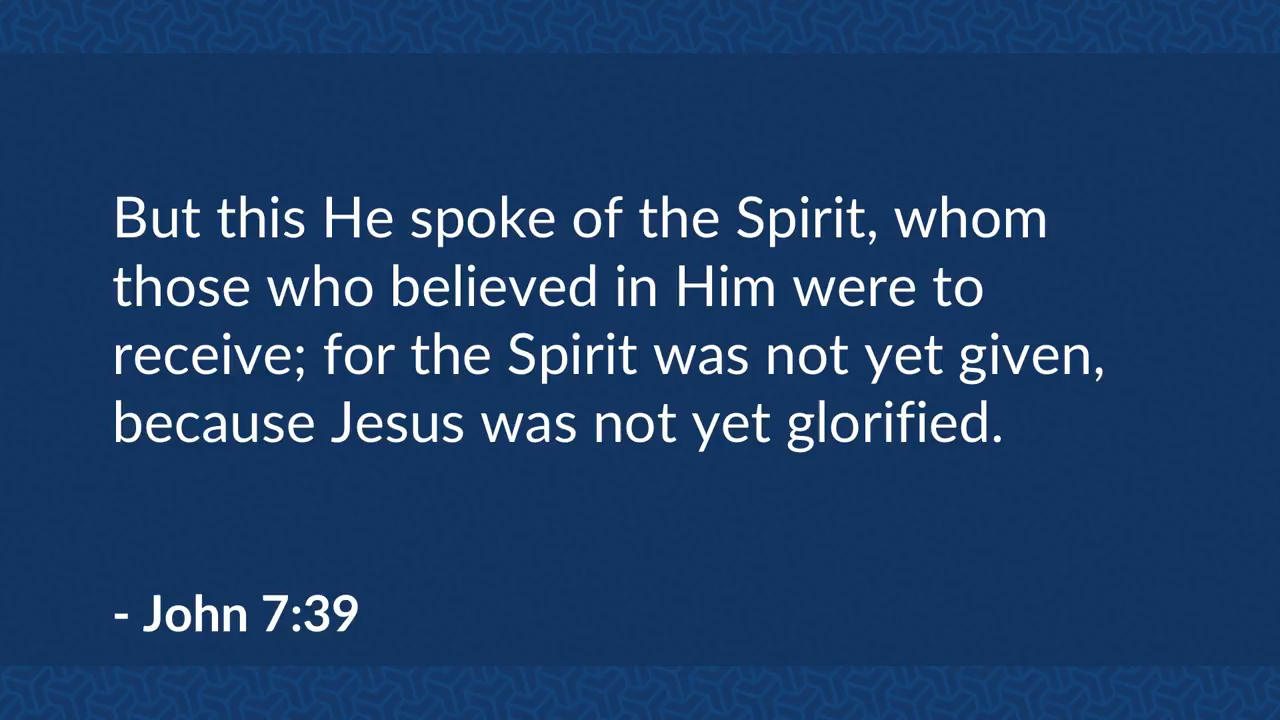 But this He spoke of the Spirit, whom
those who believed in Him were to
receive; for the Spirit was not yet given,
because Jesus was not yet glorified.
- John 7:39